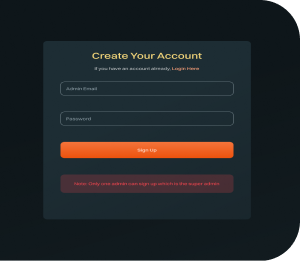 Create Your Account
If you have an account already, Login Here
Admin Email
Password
Sign Up
Note: Only one admin can sign up which is the super admin